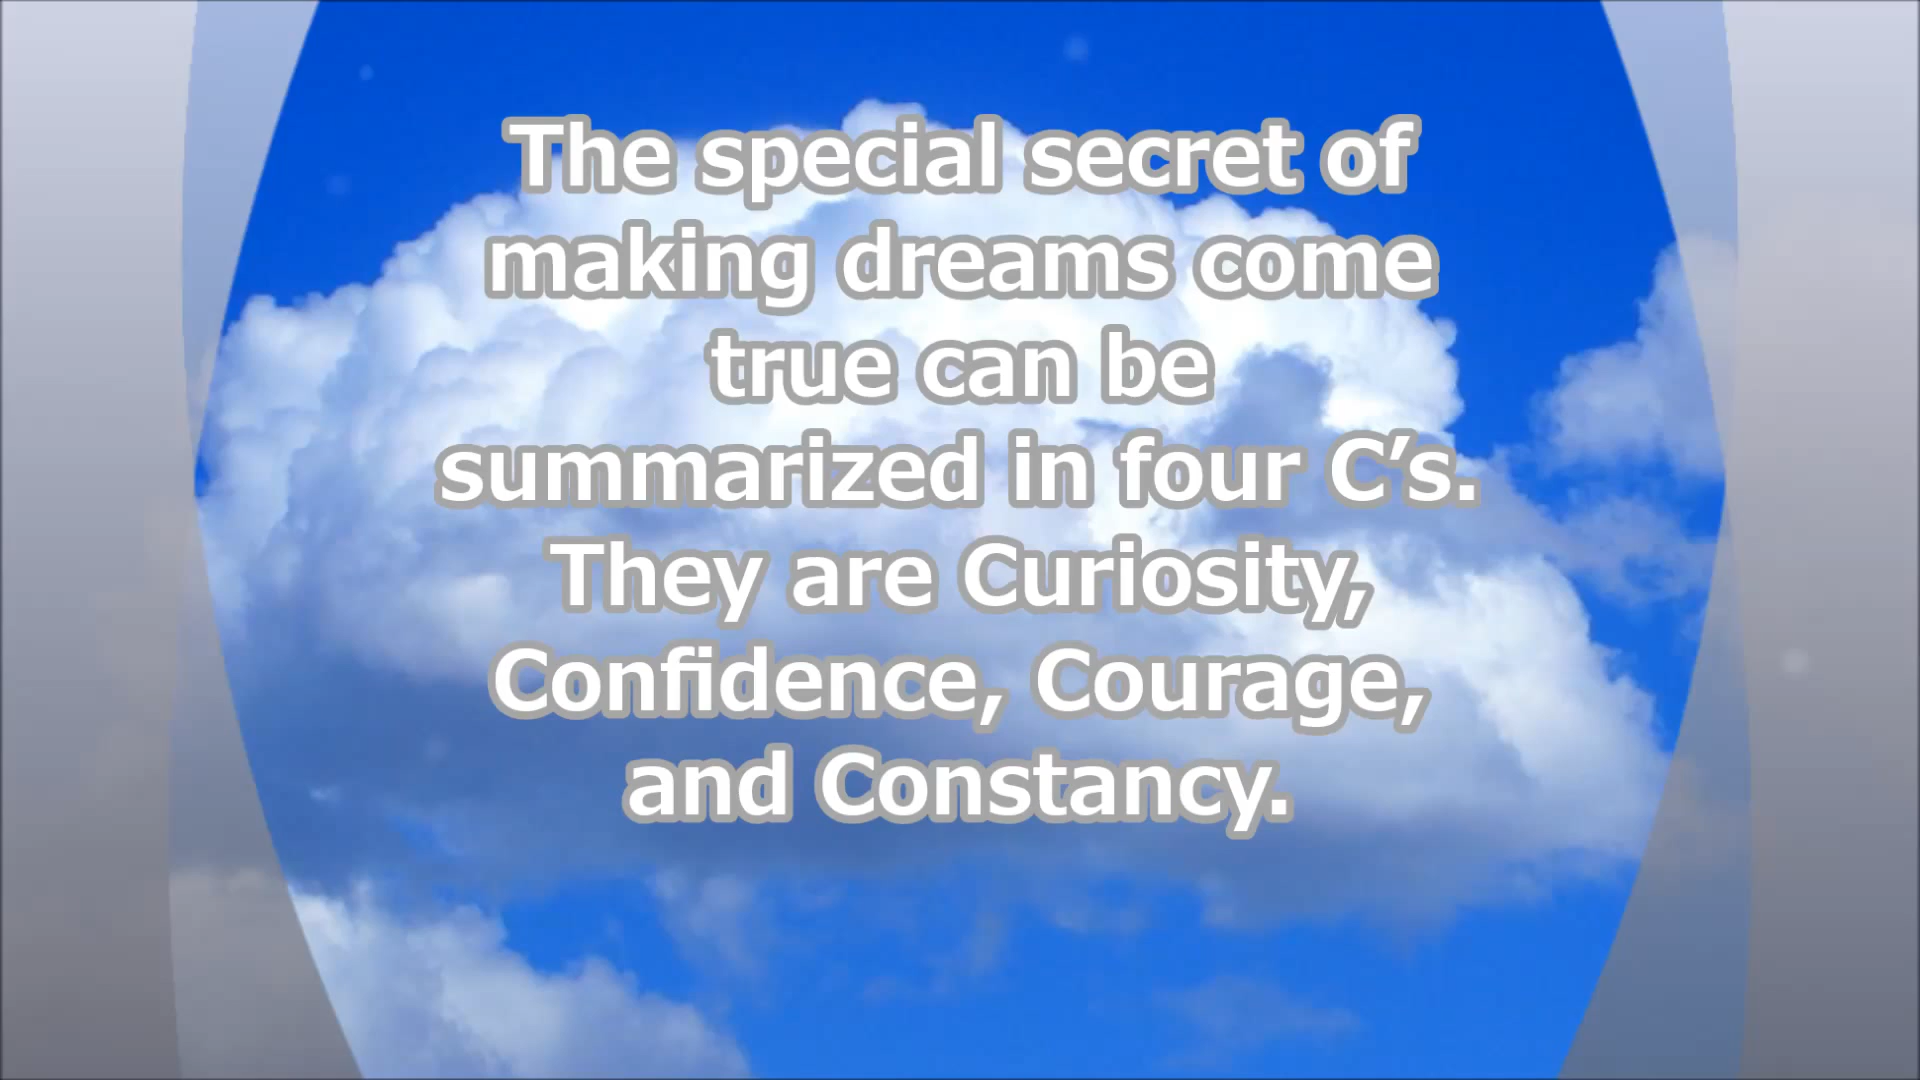 The special secret of
making dreams come
true can be
summarized in four C’s.
They are Curiosity,
Confidence, Courage,
and Constancy.